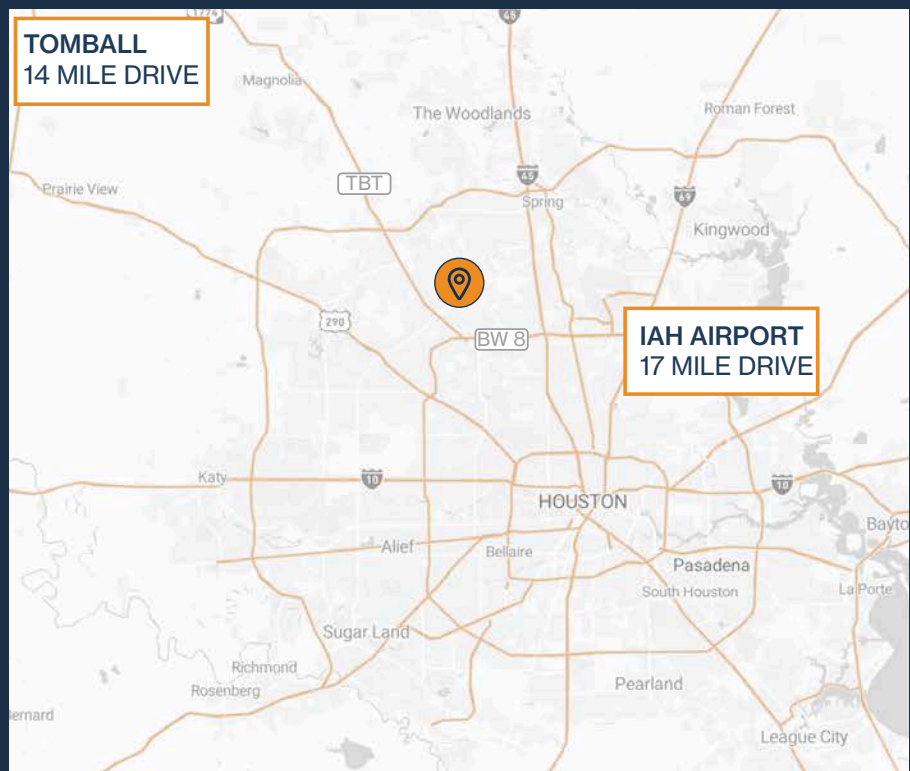 1774
45
TOMBALL
14 MILE DRIVE
Magnolia
The Woodlands
Roman Forest
TBT
45
69
Prairie View
Spring
Kingwood
290
BW 8
IAH AIRPORT
17 MILE DRIVE
Katy
10
10
HOUSTON
Bayto
Alief
Bellaire
Pasadena
South Houston
La Porte
Sugar Land
Richmond
Rosenberg
Pearland
ernard
League City